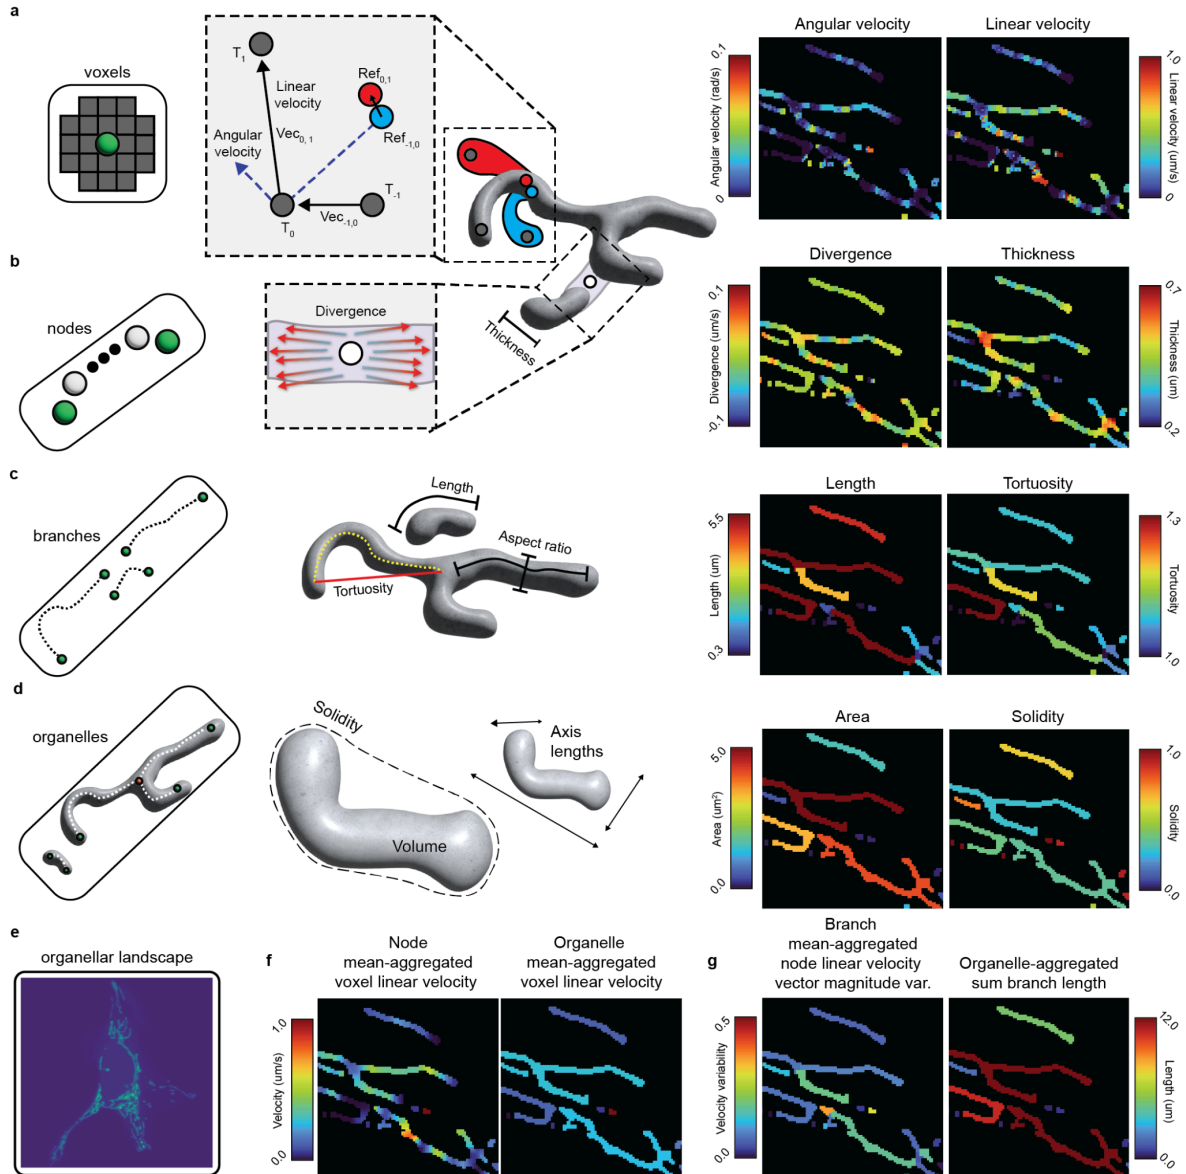 a
voxels
T1
Linear
velocity
Vec0, 1
Angular
velocity
Ref0,1
Ref-1,0
T-1
Vec-1,0
T0
Angular velocity
Linear velocity
0.1
Angular velocity (rad/s)
0
1.0
Linear velocity (um/s)
0
b
nodes
Divergence
Thickness
Divergence
Thickness
0.1
Divergence (um/s)
-0.1
0.7
Thickness (um)
0.2
c
branches
Length
Aspect ratio
Tortuosity
Length
Tortuosity
5.5
Length (um)
0.3
1.3
Tortuosity
1.0
d
organelles
Solidity
Volume
Axis
lengths
Area
Solidity
5.0
Area (um²)
0.0
1.0
Solidity
0.0
e
organellar landscape
f
Node
mean-aggregated
voxel linear velocity
Organelle
mean-aggregated
voxel linear velocity
1.0
Velocity (um/s)
0.0
g
Branch
mean-aggregated
node linear velocity
vector magnitude var.
Organelle-aggregated
sum branch length
0.5
Velocity variability
0.0
12.0
Length (um)
0.0